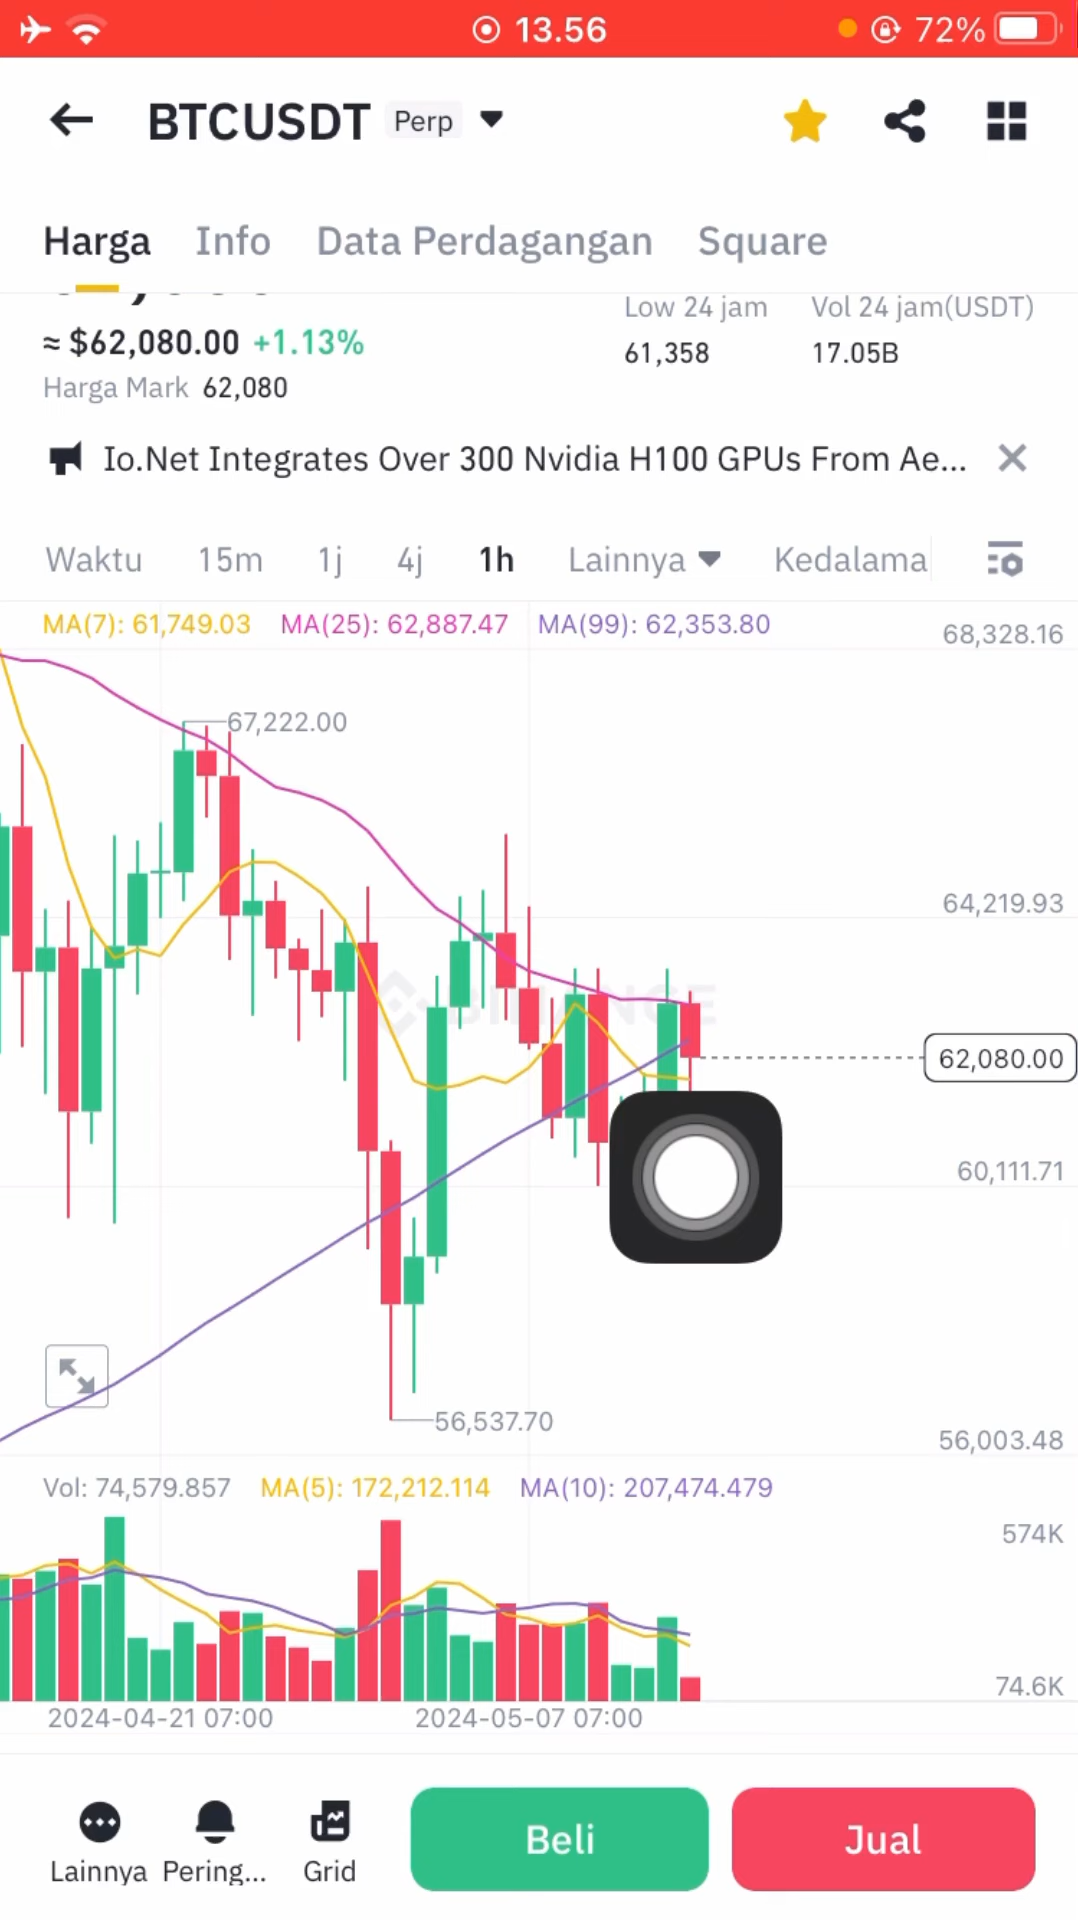 13.56
72%
BTCUSDT Perp
Harga Info Data Perdagangan Square
Low 24 jam Vol 24 jam(USDT)
≈ $62,080.00 +1.13%
61,358 17.05B
Harga Mark 62,080
Io.Net Integrates Over 300 Nvidia H100 GPUs From Ae...
Waktu 15m 1j 4j 1h Lainnya Kedalama
MA(7): 61,749.03 MA(25): 62,887.47 MA(99): 62,353.80
68,328.16
67,222.00
64,219.93
BINANCE
62,080.00
60,111.71
56,537.70
56,003.48
Vol: 74,579.857 MA(5): 172,212.114 MA(10): 207,474.479
574K
74.6K
2024-04-21 07:00 2024-05-07 07:00
Lainnya Pering... Grid Beli Jual